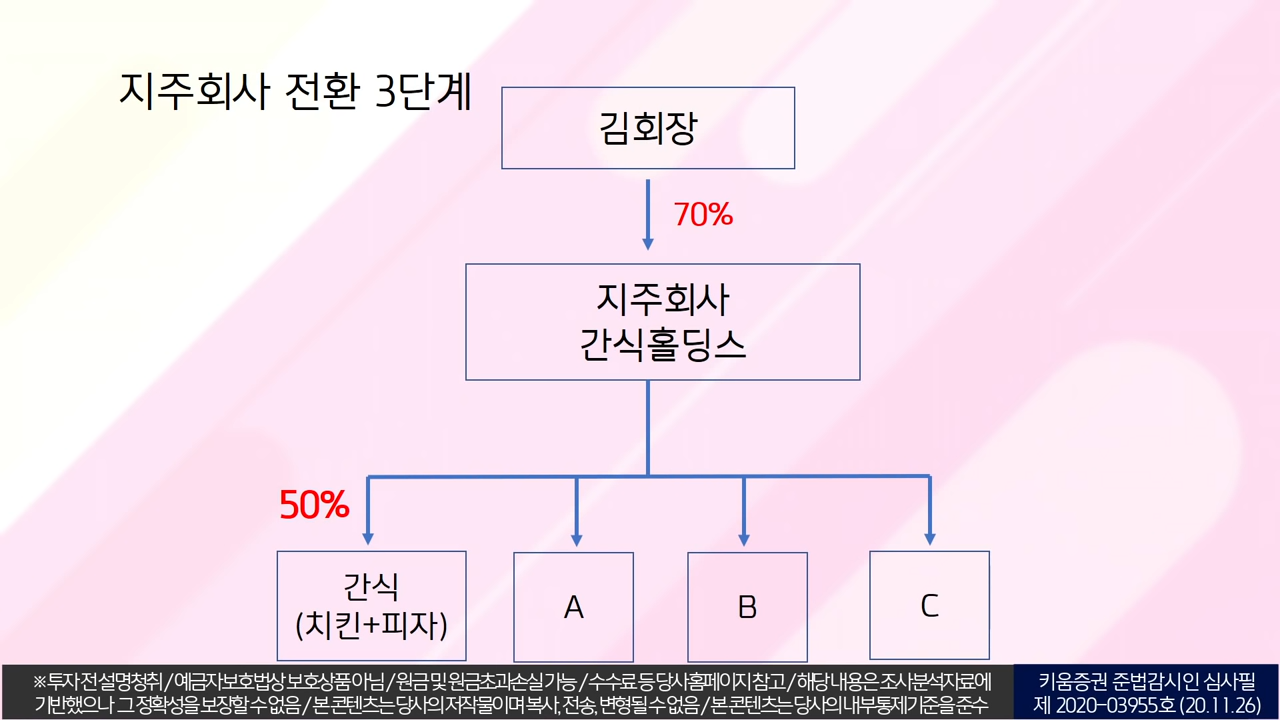 지주회사 전환 3단계
김회장
70%
지주회사
간식홀딩스
50%
간식
(치킨+피자)
A
B
C
※ 투자 전 설명청취 / 예금자보호법상 보호상품 아님 / 원금 및 원금초과손실 가능 / 수수료 등 당사홈페이지 참고 / 해당 내용은 조사분석자료에
기반했으나 그 정확성을 보장할 수 없음 / 본 콘텐츠는 당사의 저작물이며 복사, 전송, 변형될 수 없음 / 본 콘텐츠는 당사의 내부통제기준을 준수
키움증권 준법감시인 심사필
제 2020-03955호 (20.11.26)